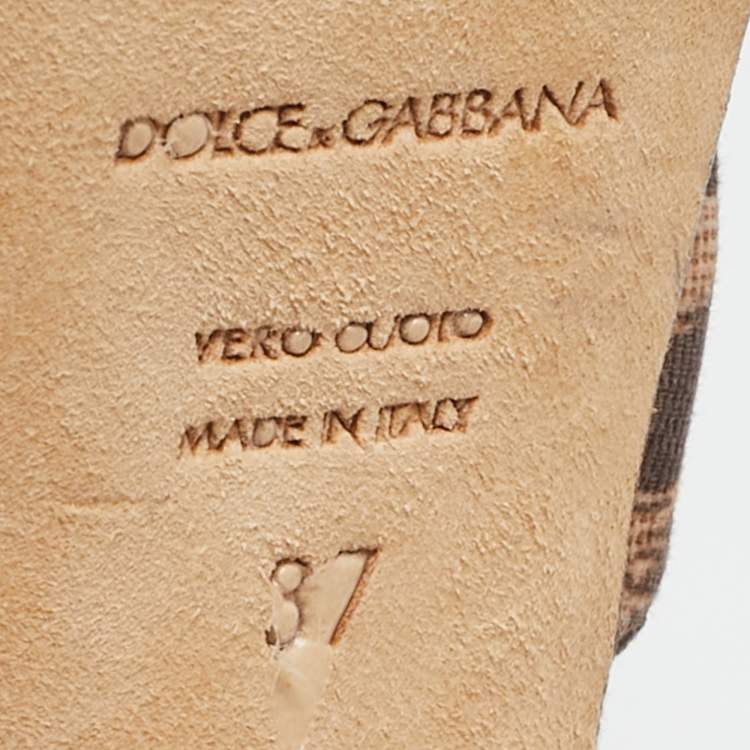 DOLCE & GABBANA
VERO CUOIO
MADE IN ITALY
37